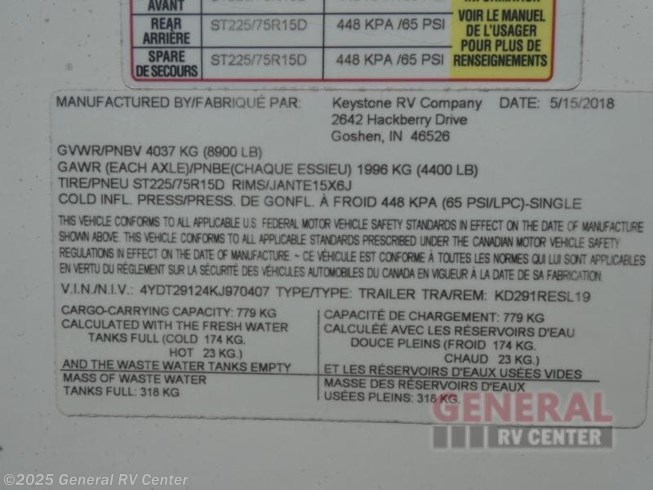 AVANT
INFORMATION
VOIR LE MANUEL
DE L'USAGER
POUR PLUS DE
RENSEIGNEMENTS
REAR
ARRIÈRE
ST225/75R15D
448 KPA /65 PSI
SPARE
DE SECOURS
ST225/75R15D
448 KPA /65 PSI
MANUFACTURED BY/FABRIQUÉ PAR: Keystone RV Company DATE: 5/15/2018
2642 Hackberry Drive
Goshen, IN 46526
GVWR/PNBV 4037 KG (8900 LB)
GAWR (EACH AXLE)/PNBE(CHAQUE ESSIEU) 1996 KG (4400 LB)
TIRE/PNEU ST225/75R15D RIMS/JANTE15X6J
COLD INFL. PRESS/PRESS. DE GONFL. À FROID 448 KPA (65 PSI/LPC)-SINGLE
THIS VEHICLE CONFORMS TO ALL APPLICABLE U.S. FEDERAL MOTOR VEHICLE SAFETY STANDARDS IN EFFECT ON THE DATE OF MANUFACTURE
SHOWN ABOVE. THIS VEHICLE CONFORMS TO ALL APPLICABLE STANDARDS PRESCRIBED UNDER THE CANADIAN MOTOR VEHICLE SAFETY
REGULATIONS IN EFFECT ON THE DATE OF MANUFACTURE ~ CE VÉHICULE EST CONFORME À TOUTES LES NORMES QUI LUI SONT APPLICABLES
EN VERTU DU RÈGLEMENT SUR LA SÉCURITÉ DES VÉHICULES AUTOMOBILES DU CANADA EN VIGUEUR À LA DATE DE SA FABRICATION.
V.I.N./N.I.V.: 4YDT29124KJ970407 TYPE/TYPE: TRAILER TRA/REM: KD291RESL19
CARGO-CARRYING CAPACITY: 779 KG
CALCULATED WITH THE FRESH WATER
TANKS FULL (COLD 174 KG.
HOT 23 KG.)
AND THE WASTE WATER TANKS EMPTY
MASS OF WASTE WATER
TANKS FULL: 318 KG
CAPACITÉ DE CHARGEMENT: 779 KG
CALCULÉE AVEC LES RÉSERVOIRS D'EAU
DOUCE PLEINS (FROID 174 KG.
CHAUD 23 KG.)
ET LES RÉSERVOIRS D'EAUX USÉES VIDES
MASSE DES RÉSERVOIRS D'EAUX
USÉES PLEINS: 318 KG.
GENERAL
RV CENTER
©2025 General RV Center